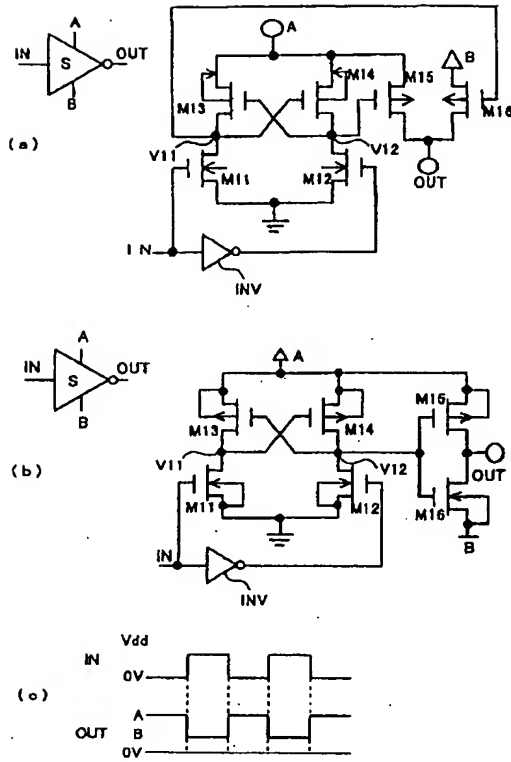 A
IN
S
OUT
B
(a)
A
M13
M14
M15
B
M16
V11
V12
M11
M12
OUT
IN
INV
A
IN
S
OUT
B
(b)
A
M13
M14
M15
V11
V12
OUT
M11
M12
M16
B
IN
INV
(c)
Vdd
IN
0V
A
OUT
B
0V